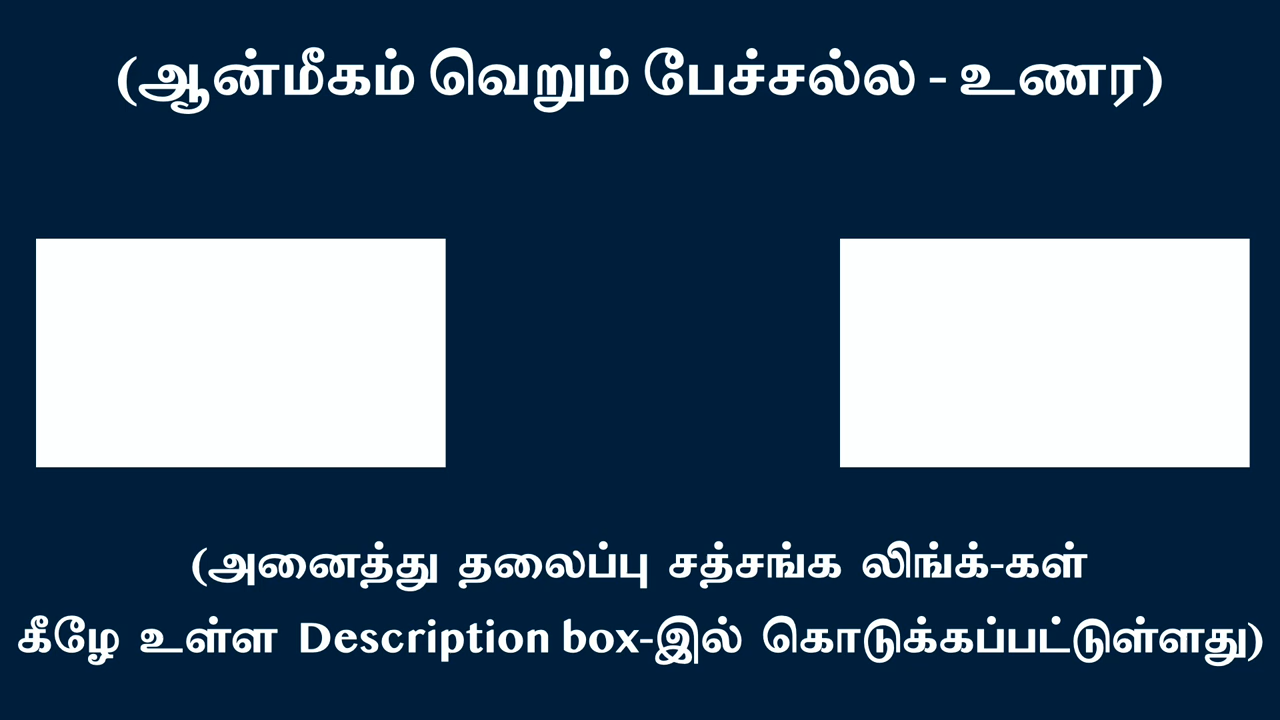 (ஆன்மீகம் வெறும் பேச்சல்ல - உணர)
(அனைத்து தலைப்பு சத்சங்க லிங்க்-கள்
கீழே உள்ள Description box-இல் கொடுக்கப்பட்டுள்ளது)